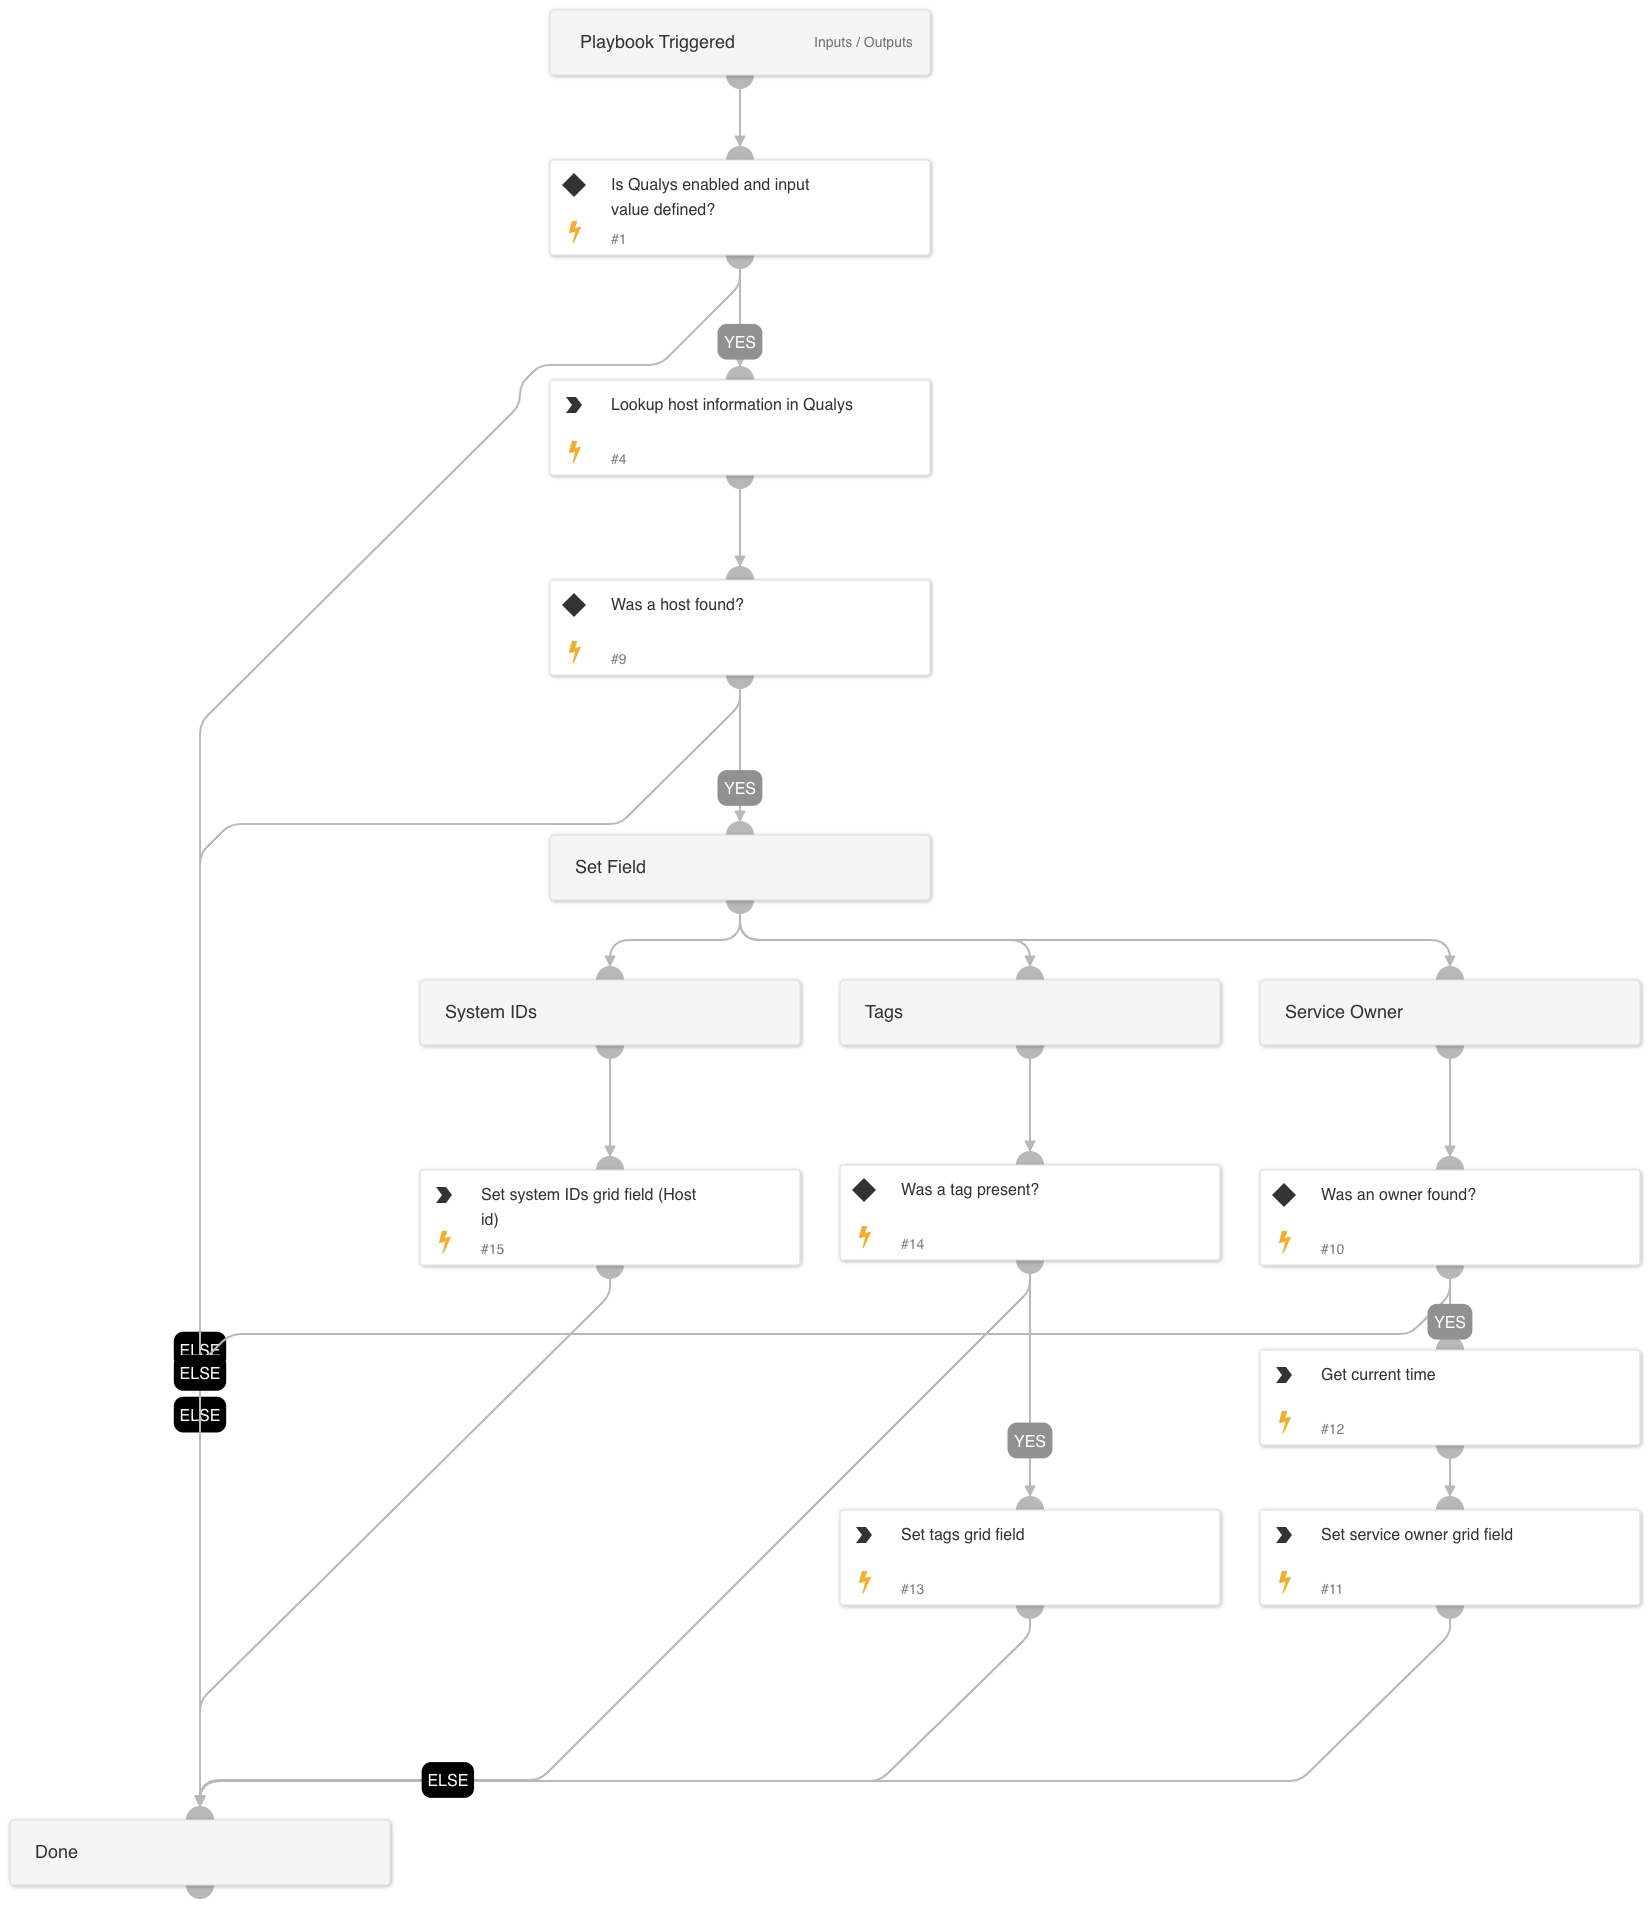 Playbook Triggered
Inputs / Outputs
Is Qualys enabled and input
value defined?
#1
YES
Lookup host information in Qualys
#4
Was a host found?
#9
YES
Set Field
System IDs
Tags
Service Owner
Set system IDs grid field (Host
id)
#15
Was a tag present?
#14
Was an owner found?
#10
YES
ELSE
ELSE
ELSE
Get current time
#12
YES
Set tags grid field
#13
Set service owner grid field
#11
ELSE
Done